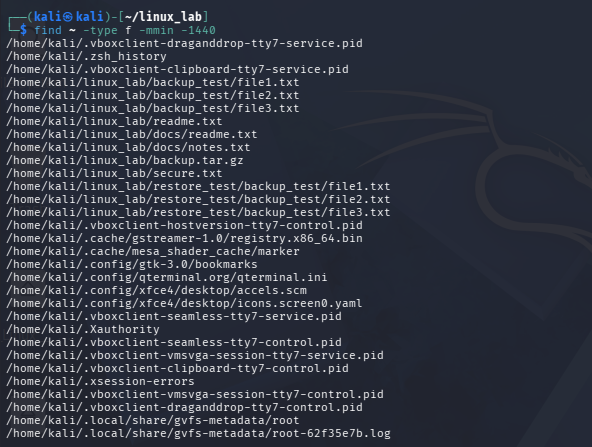 ┌──(kali㉿kali)-[~/linux_lab]
└─$ find ~ -type f -mmin -1440
/home/kali/.vboxclient-draganddrop-tty7-service.pid
/home/kali/.zsh_history
/home/kali/.vboxclient-clipboard-tty7-service.pid
/home/kali/linux_lab/backup_test/file1.txt
/home/kali/linux_lab/backup_test/file2.txt
/home/kali/linux_lab/backup_test/file3.txt
/home/kali/linux_lab/readme.txt
/home/kali/linux_lab/docs/readme.txt
/home/kali/linux_lab/docs/notes.txt
/home/kali/linux_lab/backup.tar.gz
/home/kali/linux_lab/secure.txt
/home/kali/linux_lab/restore_test/backup_test/file1.txt
/home/kali/linux_lab/restore_test/backup_test/file2.txt
/home/kali/linux_lab/restore_test/backup_test/file3.txt
/home/kali/.vboxclient-hostversion-tty7-control.pid
/home/kali/.cache/gstreamer-1.0/registry.x86_64.bin
/home/kali/.cache/mesa_shader_cache/marker
/home/kali/.config/gtk-3.0/bookmarks
/home/kali/.config/qterminal.org/qterminal.ini
/home/kali/.config/xfce4/desktop/accels.scm
/home/kali/.config/xfce4/desktop/icons.screen0.yaml
/home/kali/.vboxclient-seamless-tty7-service.pid
/home/kali/.Xauthority
/home/kali/.vboxclient-seamless-tty7-control.pid
/home/kali/.vboxclient-vmsvga-session-tty7-service.pid
/home/kali/.vboxclient-clipboard-tty7-control.pid
/home/kali/.xsession-errors
/home/kali/.vboxclient-vmsvga-session-tty7-control.pid
/home/kali/.vboxclient-draganddrop-tty7-control.pid
/home/kali/.local/share/gvfs-metadata/root
/home/kali/.local/share/gvfs-metadata/root-62f35e7b.log